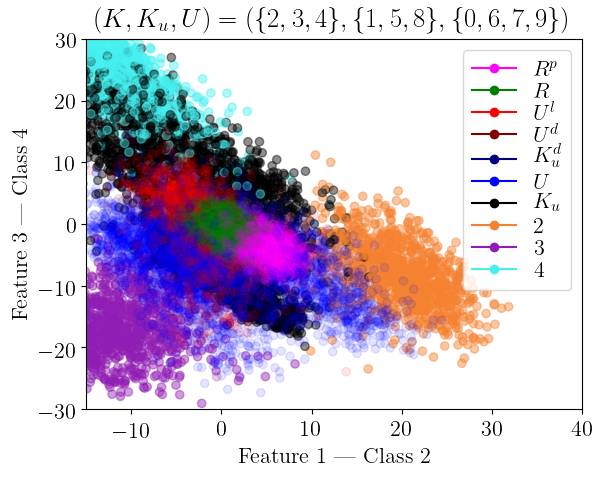 (K, K_u, U) = ({2, 3, 4}, {1, 5, 8}, {0, 6, 7, 9})
30
20
10
0
−10
−20
−30
Feature 3 — Class 4
R^p
R
U^l
U^d
K_u^d
U
K_u
2
3
4
−10
0
10
20
30
40
Feature 1 — Class 2